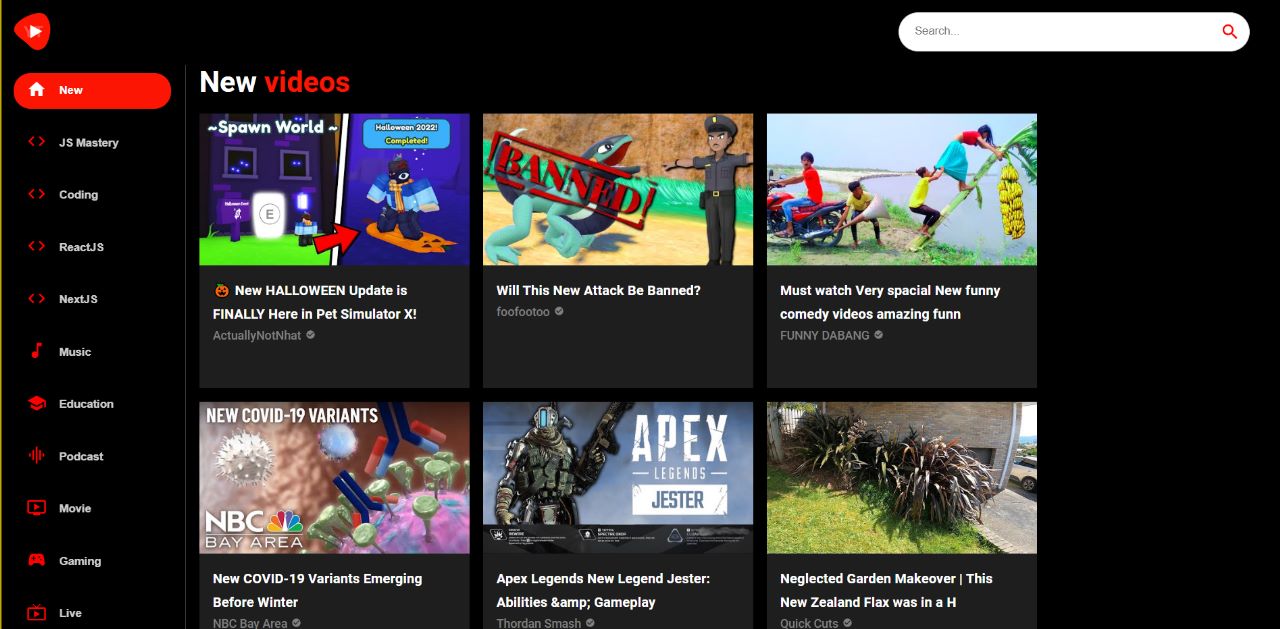 Search...
New
JS Mastery
Coding
ReactJS
NextJS
Music
Education
Podcast
Movie
Gaming
Live
New videos
~Spawn World ~
Halloween 2022!
Completed!
E
🎃 New HALLOWEEN Update is
FINALLY Here in Pet Simulator X!
ActuallyNotNhat
BANNED!
Will This New Attack Be Banned?
foofootoo
Must watch Very spacial New funny
comedy videos amazing funn
FUNNY DABANG
NEW COVID-19 VARIANTS
NBC
BAY AREA
New COVID-19 Variants Emerging
Before Winter
NBC Bay Area
APEX
LEGENDS
JESTER
Apex Legends New Legend Jester:
Abilities &amp; Gameplay
Thordan Smash
Neglected Garden Makeover | This
New Zealand Flax was in a H
Quick Cuts